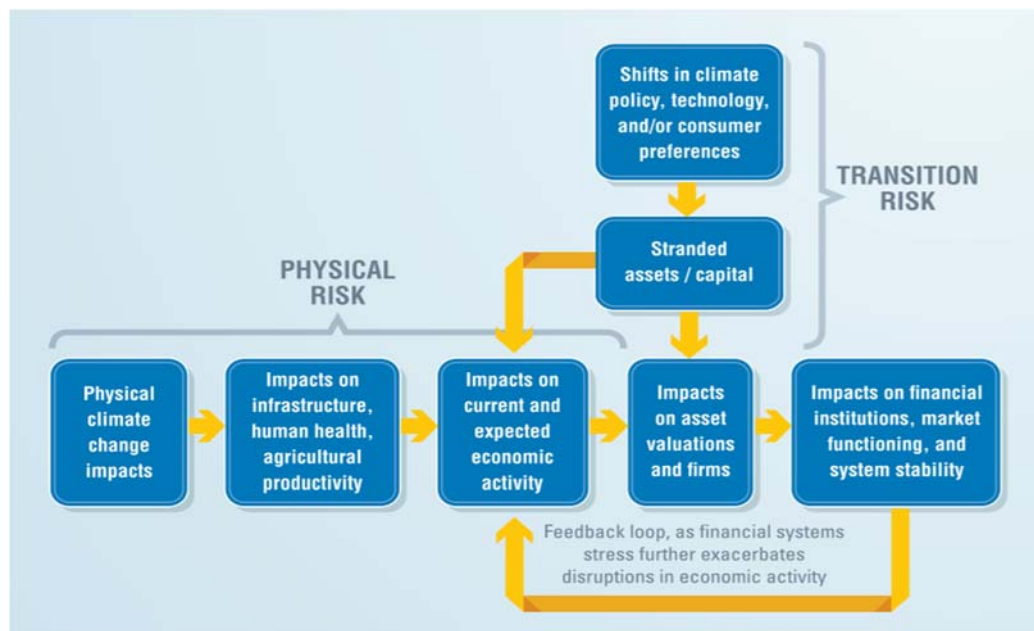 Shifts in climate
policy, technology,
and/or consumer
preferences
TRANSITION
RISK
Stranded
assets / capital
PHYSICAL
RISK
Physical
climate
change
impacts
Impacts on
infrastructure,
human health,
agricultural
productivity
Impacts on
current and
expected
economic
activity
Impacts
on asset
valuations
and firms
Impacts on financial
institutions, market
functioning, and
system stability
Feedback loop, as financial systems
stress further exacerbates
disruptions in economic activity